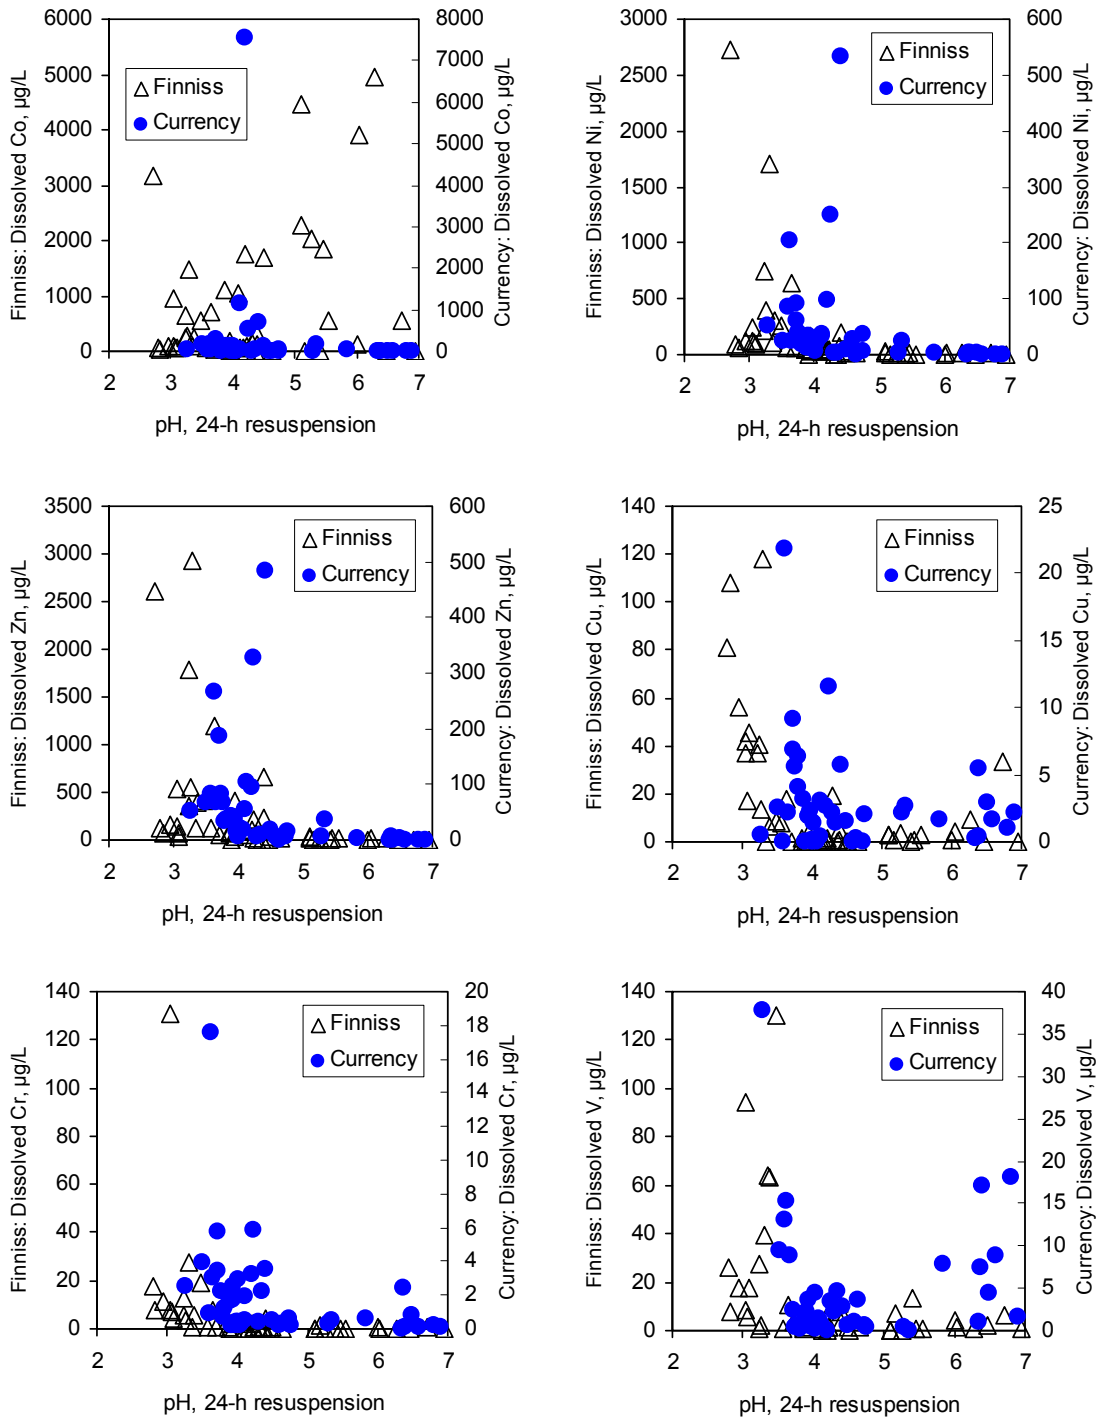 Finniss: Dissolved Co, µg/L
6000
5000
4000
3000
2000
1000
0
8000
7000
6000
5000
4000
3000
2000
1000
0
Currency: Dissolved Co, µg/L
Finniss
Currency
2 3 4 5 6 7
pH, 24-h resuspension
Finniss: Dissolved Ni, µg/L
3000
2500
2000
1500
1000
500
0
600
500
400
300
200
100
0
Currency: Dissolved Ni, µg/L
Finniss
Currency
2 3 4 5 6 7
pH, 24-h resuspension
Finniss: Dissolved Zn, µg/L
3500
3000
2500
2000
1500
1000
500
0
600
500
400
300
200
100
0
Currency: Dissolved Zn, µg/L
Finniss
Currency
2 3 4 5 6 7
pH, 24-h resuspension
Finniss: Dissolved Cu, µg/L
140
120
100
80
60
40
20
0
25
20
15
10
5
0
Currency: Dissolved Cu, µg/L
Finniss
Currency
2 3 4 5 6 7
pH, 24-h resuspension
Finniss: Dissolved Cr, µg/L
140
120
100
80
60
40
20
0
20
18
16
14
12
10
8
6
4
2
0
Currency: Dissolved Cr, µg/L
Finniss
Currency
2 3 4 5 6 7
pH, 24-h resuspension
Finniss: Dissolved V, µg/L
140
120
100
80
60
40
20
0
40
35
30
25
20
15
10
5
0
Currency: Dissolved V, µg/L
Finniss
Currency
2 3 4 5 6 7
pH, 24-h resuspension